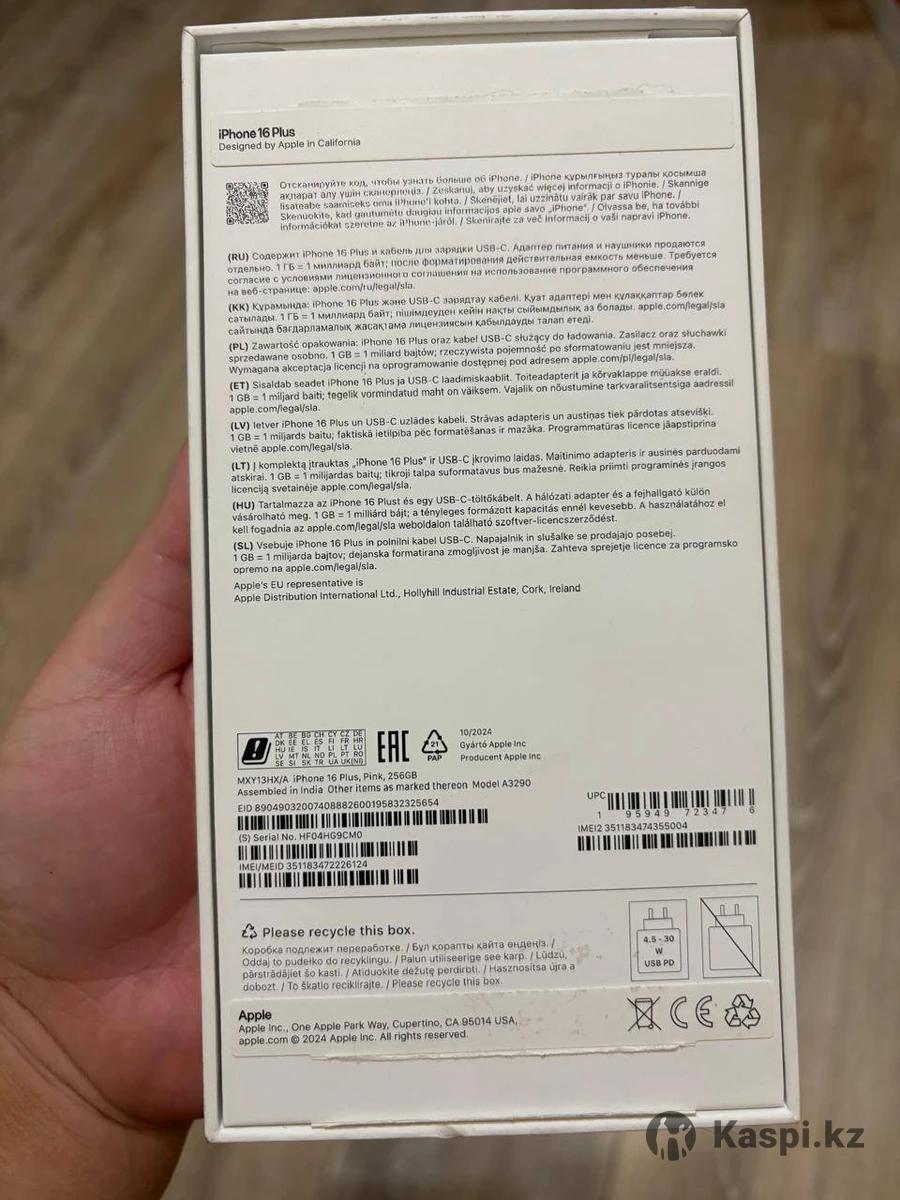 iPhone 16 Plus
Designed by Apple in California
Отсканируйте код, чтобы узнать больше об iPhone. / iPhone құрылғыңыз туралы қосымша
ақпарат алу үшін сканерлеңіз. / Zeskanuj, aby uzyskać więcej informacji o iPhonie. / Skannige
lisateabe saamiseks oma iPhone'i kohta. / Skenējiet, lai uzzinātu vairāk par savu iPhone. /
Skenuokite, kad gautumėte daugiau informacijos apie savo „iPhone“. / Olvassa be, ha további
információkat szeretne az iPhone-járól. / Skenirajte za več informacij o vaši napravi iPhone.
(RU) Содержит iPhone 16 Plus и кабель для зарядки USB-C. Адаптер питания и наушники продаются
отдельно. 1 ГБ = 1 миллиард байт; после форматирования действительная емкость меньше. Требуется
согласие с условиями лицензионного соглашения на использование программного обеспечения
на веб-странице: apple.com/ru/legal/sla.
(KK) Құрамында: iPhone 16 Plus және USB-C зарядтау кабелі. Қуат адаптері мен құлаққаптар бөлек
сатылады. 1 ГБ = 1 миллиард байт; пішімдеуден кейін нақты сыйымдылық аз болады. apple.com/legal/sla
сайтында бағдарламалық жасақтама лицензиясын қабылдауды талап етеді.
(PL) Zawartość opakowania: iPhone 16 Plus oraz kabel USB-C służący do ładowania. Zasilacz oraz słuchawki
sprzedawane osobno. 1 GB = 1 miliard bajtów; rzeczywista pojemność po sformatowaniu jest mniejsza.
Wymagana akceptacja licencji na oprogramowanie dostępnej pod adresem apple.com/pl/legal/sla.
(ET) Sisaldab seadet iPhone 16 Plus ja USB-C laadimiskaablit. Toiteadapterit ja kõrvaklappe müüakse eraldi.
1 GB = 1 miljard baiti; tegelik vormindatud maht on väiksem. Vajalik on nõustumine tarkvaralitsentsiga aadressil
apple.com/legal/sla.
(LV) Ietver iPhone 16 Plus un USB-C uzlādes kabeli. Strāvas adapteris un austiņas tiek pārdotas atsevišķi.
1 GB = 1 miljards baitu; faktiskā ietilpība pēc formatēšanas ir mazāka. Programmatūras licence jāapstiprina
vietnē apple.com/legal/sla.
(LT) Į komplektą įtrauktas „iPhone 16 Plus“ ir USB-C įkrovimo laidas. Maitinimo adapteris ir ausinės parduodami
atskirai. 1 GB = 1 milijardas baitų; tikroji talpa suformatavus bus mažesnė. Reikia priimti programinės įrangos
licenciją svetainėje apple.com/legal/sla.
(HU) Tartalmazza az iPhone 16 Plust és egy USB-C-töltőkábelt. A hálózati adapter és a fejhallgató külön
vásárolható meg. 1 GB = 1 milliárd bájt; a tényleges formázott kapacitás ennél kevesebb. A használatához el
kell fogadnia az apple.com/legal/sla weboldalon található szoftver-licencszerződést.
(SL) Vsebuje iPhone 16 Plus in polnilni kabel USB-C. Napajalnik in slušalke se prodajajo posebej.
1 GB = 1 milijarda bajtov; dejanska formatirana zmogljivost je manjša. Zahteva sprejetje licence za programsko
opremo na apple.com/legal/sla.
Apple's EU representative is
Apple Distribution International Ltd., Hollyhill Industrial Estate, Cork, Ireland
AT BE BG CH CY CZ DE
DK EE EL ES FI FR HR
HU IE IS IT LI LT LU
LV MT NL NO PL PT RO
SE SI SK TR UA UK(NI)
EAC
21
PAP
10/2024
Gyártó Apple Inc
Producent Apple Inc
MXY13HX/A iPhone 16 Plus, Pink, 256GB
Assembled in India Other items as marked thereon Model A3290
EID 89049032007408882600195832325654
(S) Serial No. HF04HG9CM0
IMEI/MEID 351183472226124
UPC
1 95949 72347 6
IMEI2 351183474355004
Please recycle this box.
Коробка подлежит переработке. / Бұл қорапты қайта өңдеңіз. /
Oddaj to pudełko do recyklingu. / Palun utiliseerige see karp. / Lūdzu,
pārstrādājiet šo kasti. / Atiduokite dėžutę perdirbti. / Hasznosítsa újra a
dobozt. / To škatlo reciklirajte. / Please recycle this box.
4.5 - 30
W
USB PD
Apple
Apple Inc., One Apple Park Way, Cupertino, CA 95014 USA,
apple.com © 2024 Apple Inc. All rights reserved.
CE
Kaspi.kz